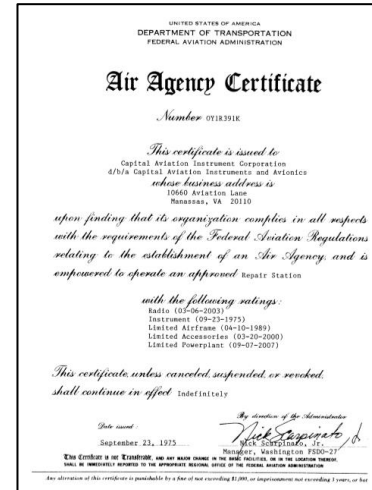 UNITED STATES OF AMERICA
DEPARTMENT OF TRANSPORTATION
FEDERAL AVIATION ADMINISTRATION
Air Agency Certificate
Number OY1R391K
This certificate is issued to
Capital Aviation Instrument Corporation
d/b/a Capital Aviation Instruments and Avionics
whose business address is
10660 Aviation Lane
Manassas, VA 20110
upon finding that its organization complies in all respects
with the requirements of the Federal Aviation Regulations
relating to the establishment of an Air Agency, and is
empowered to operate an approved Repair Station
with the following ratings:
Radio (03-06-2003)
Instrument (09-23-1975)
Limited Airframe (04-10-1989)
Limited Accessories (03-20-2000)
Limited Powerplant (09-07-2007)
This certificate, unless canceled, suspended, or revoked,
shall continue in effect Indefinitely
By direction of the Administrator
Date issued:
Nick Scarpinato, Jr.
September 23, 1975
Nick Scarpinato, Jr.
Manager, Washington FSDO-27
This Certificate is not Transferable, AND ANY MAJOR CHANGE IN THE BASIC FACILITIES, OR IN THE LOCATION THEREOF,
SHALL BE IMMEDIATELY REPORTED TO THE APPROPRIATE REGIONAL OFFICE OF THE FEDERAL AVIATION ADMINISTRATION
Any alteration of this certificate is punishable by a fine of not exceeding $1,000, or imprisonment not exceeding 3 years, or bot